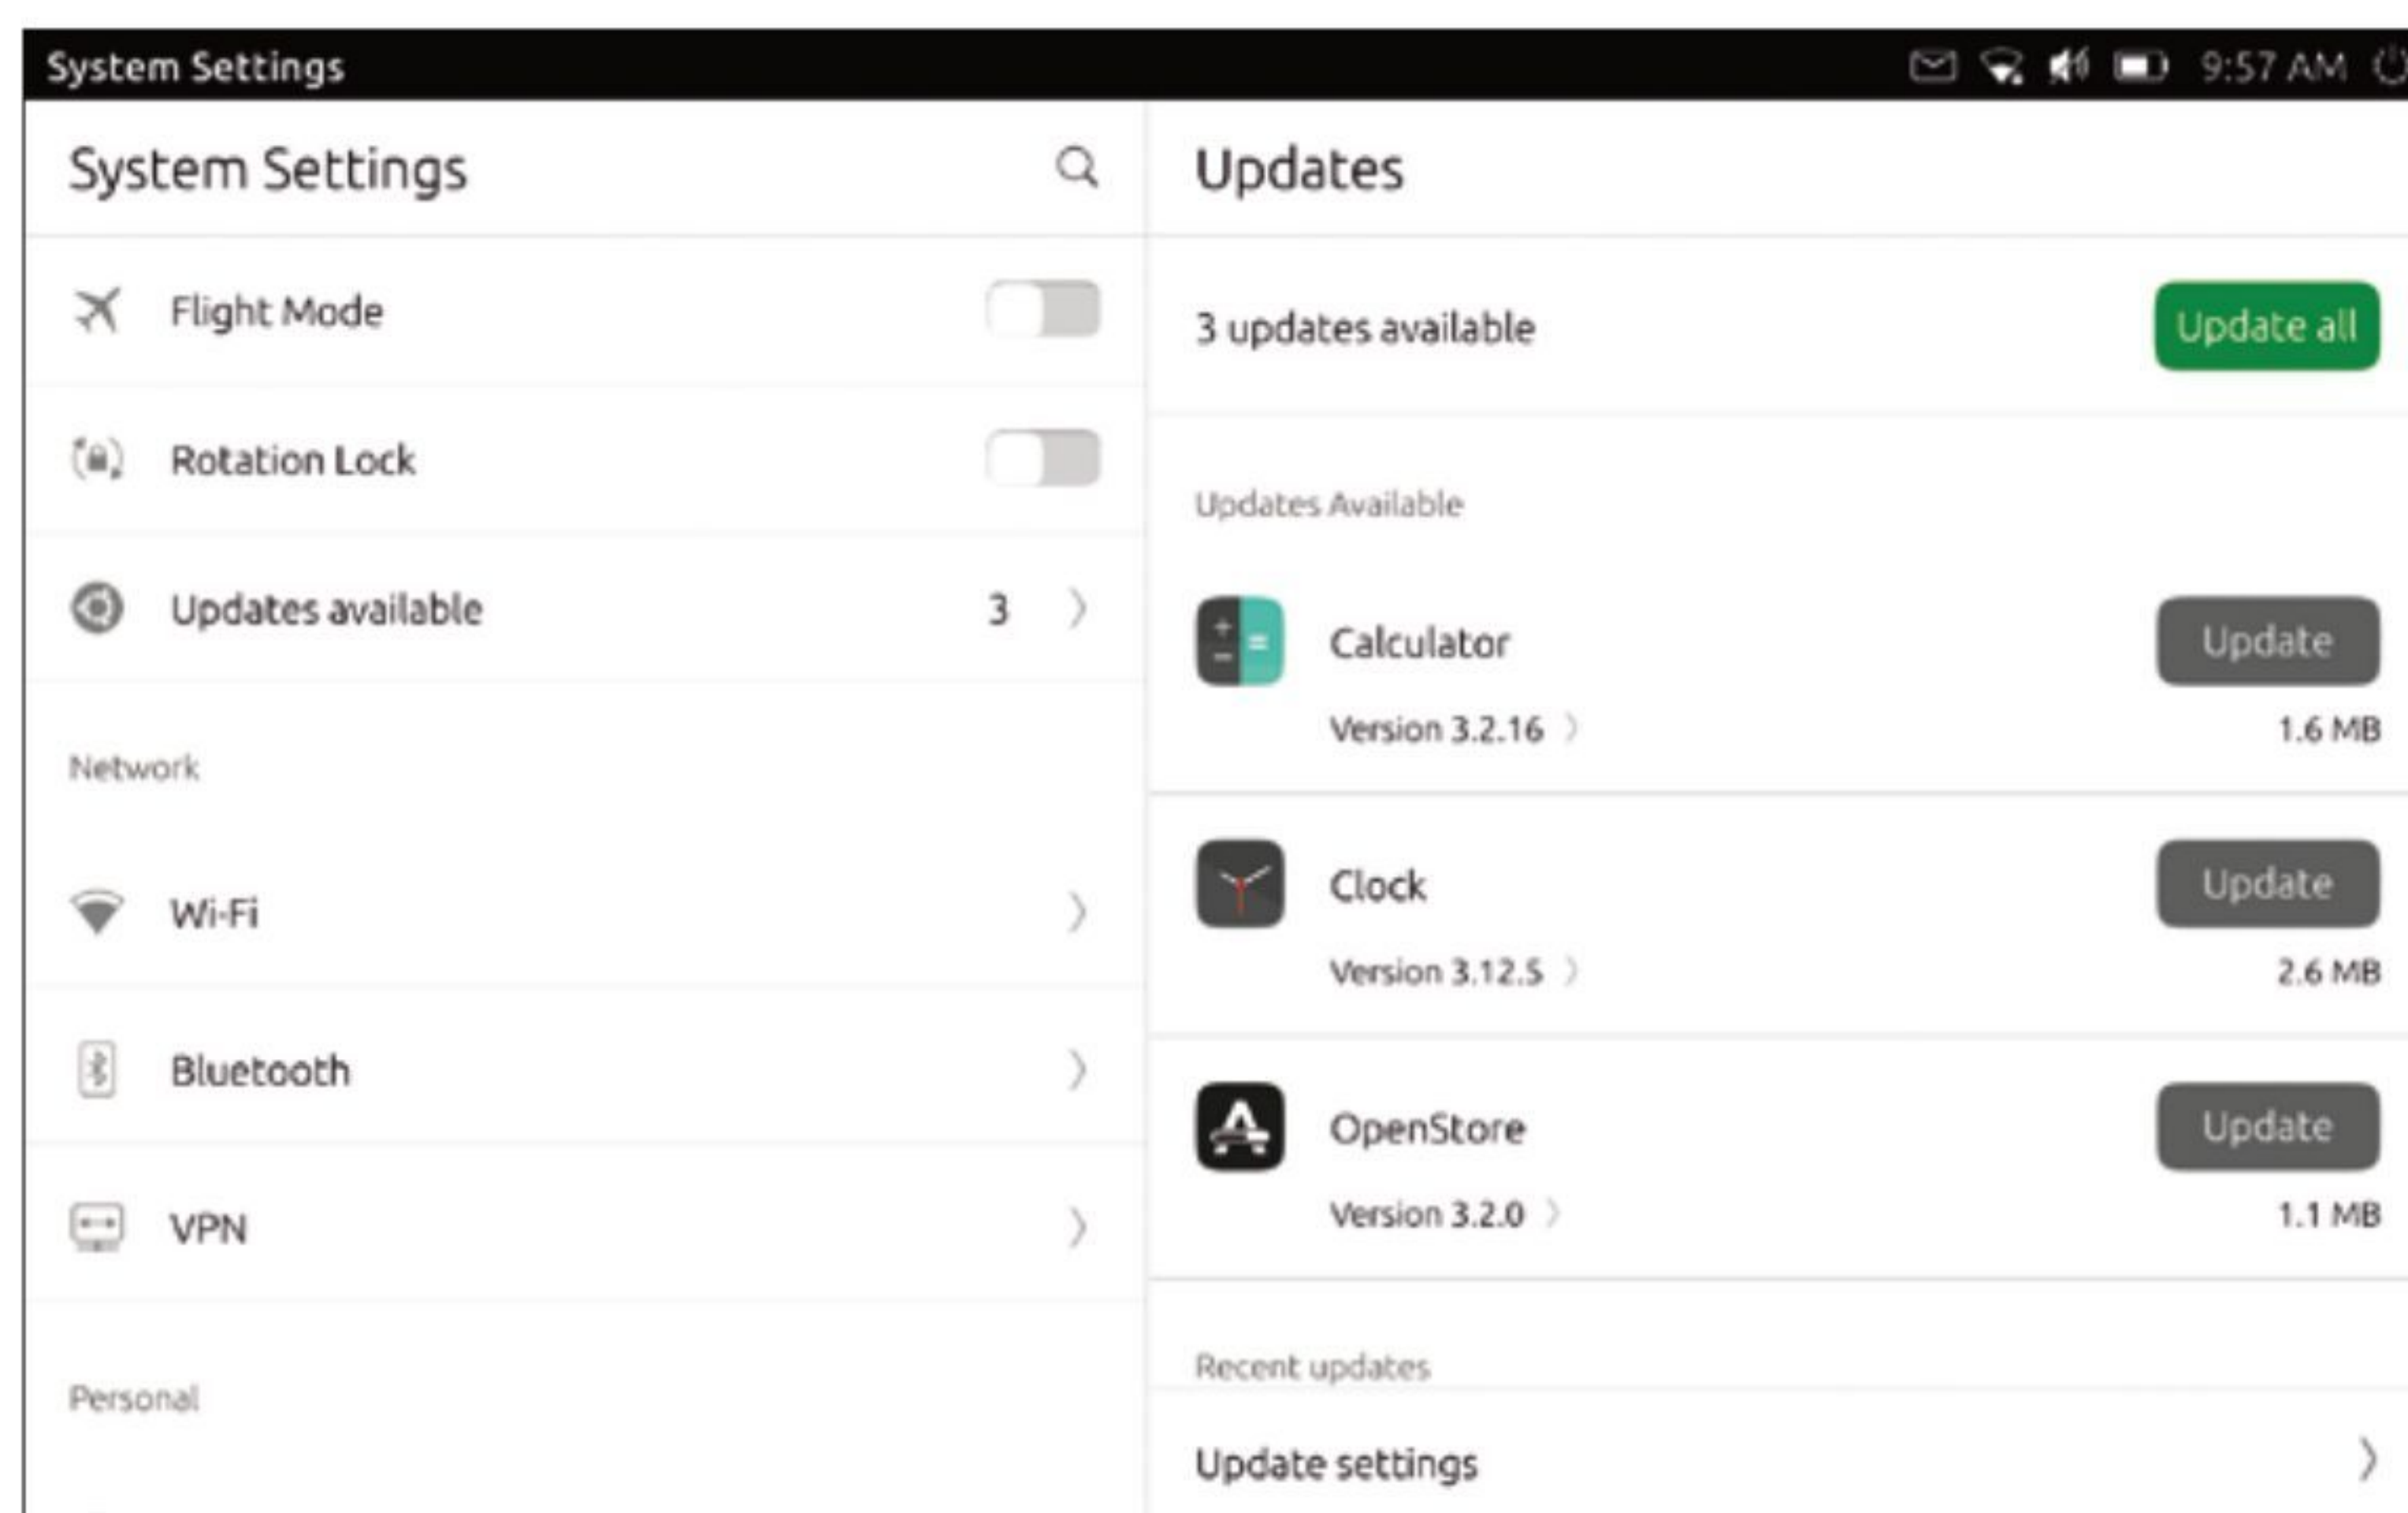 System Settings
9:57 AM
System Settings
Flight Mode
Rotation Lock
Updates available 3
Network
Wi-Fi
Bluetooth
VPN
Personal
Updates
3 updates available Update all
Updates Available
Calculator Update
Version 3.2.16 1.6 MB
Clock Update
Version 3.12.5 2.6 MB
OpenStore Update
Version 3.2.0 1.1 MB
Recent updates
Update settings